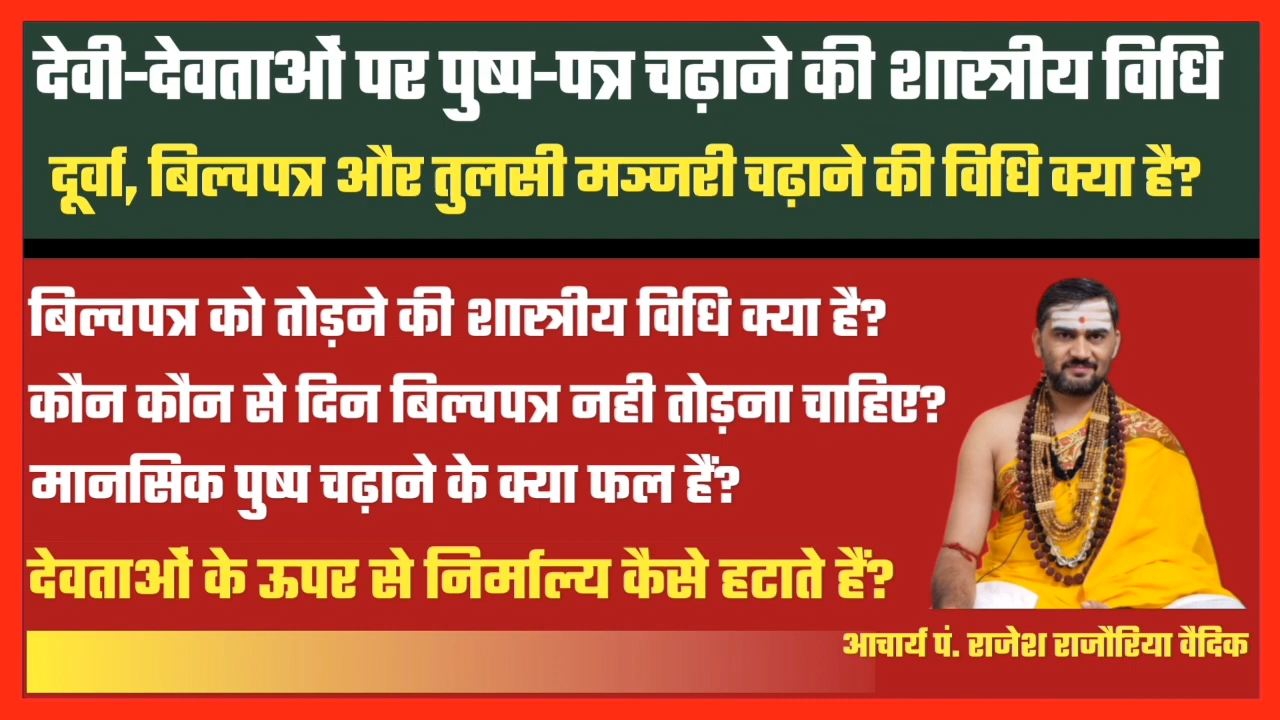 देवी-देवताओं पर पुष्प-पत्र चढ़ाने की शास्त्रीय विधि
दूर्वा, बिल्वपत्र और तुलसी मञ्जरी चढ़ाने की विधि क्या है?
बिल्वपत्र को तोड़ने की शास्त्रीय विधि क्या है?
कौन कौन से दिन बिल्वपत्र नही तोड़ना चाहिए?
मानसिक पुष्प चढ़ाने के क्या फल हैं?
देवताओं के ऊपर से निर्माल्य कैसे हटाते हैं?
आचार्य पं. राजेश राजौरिया वैदिक